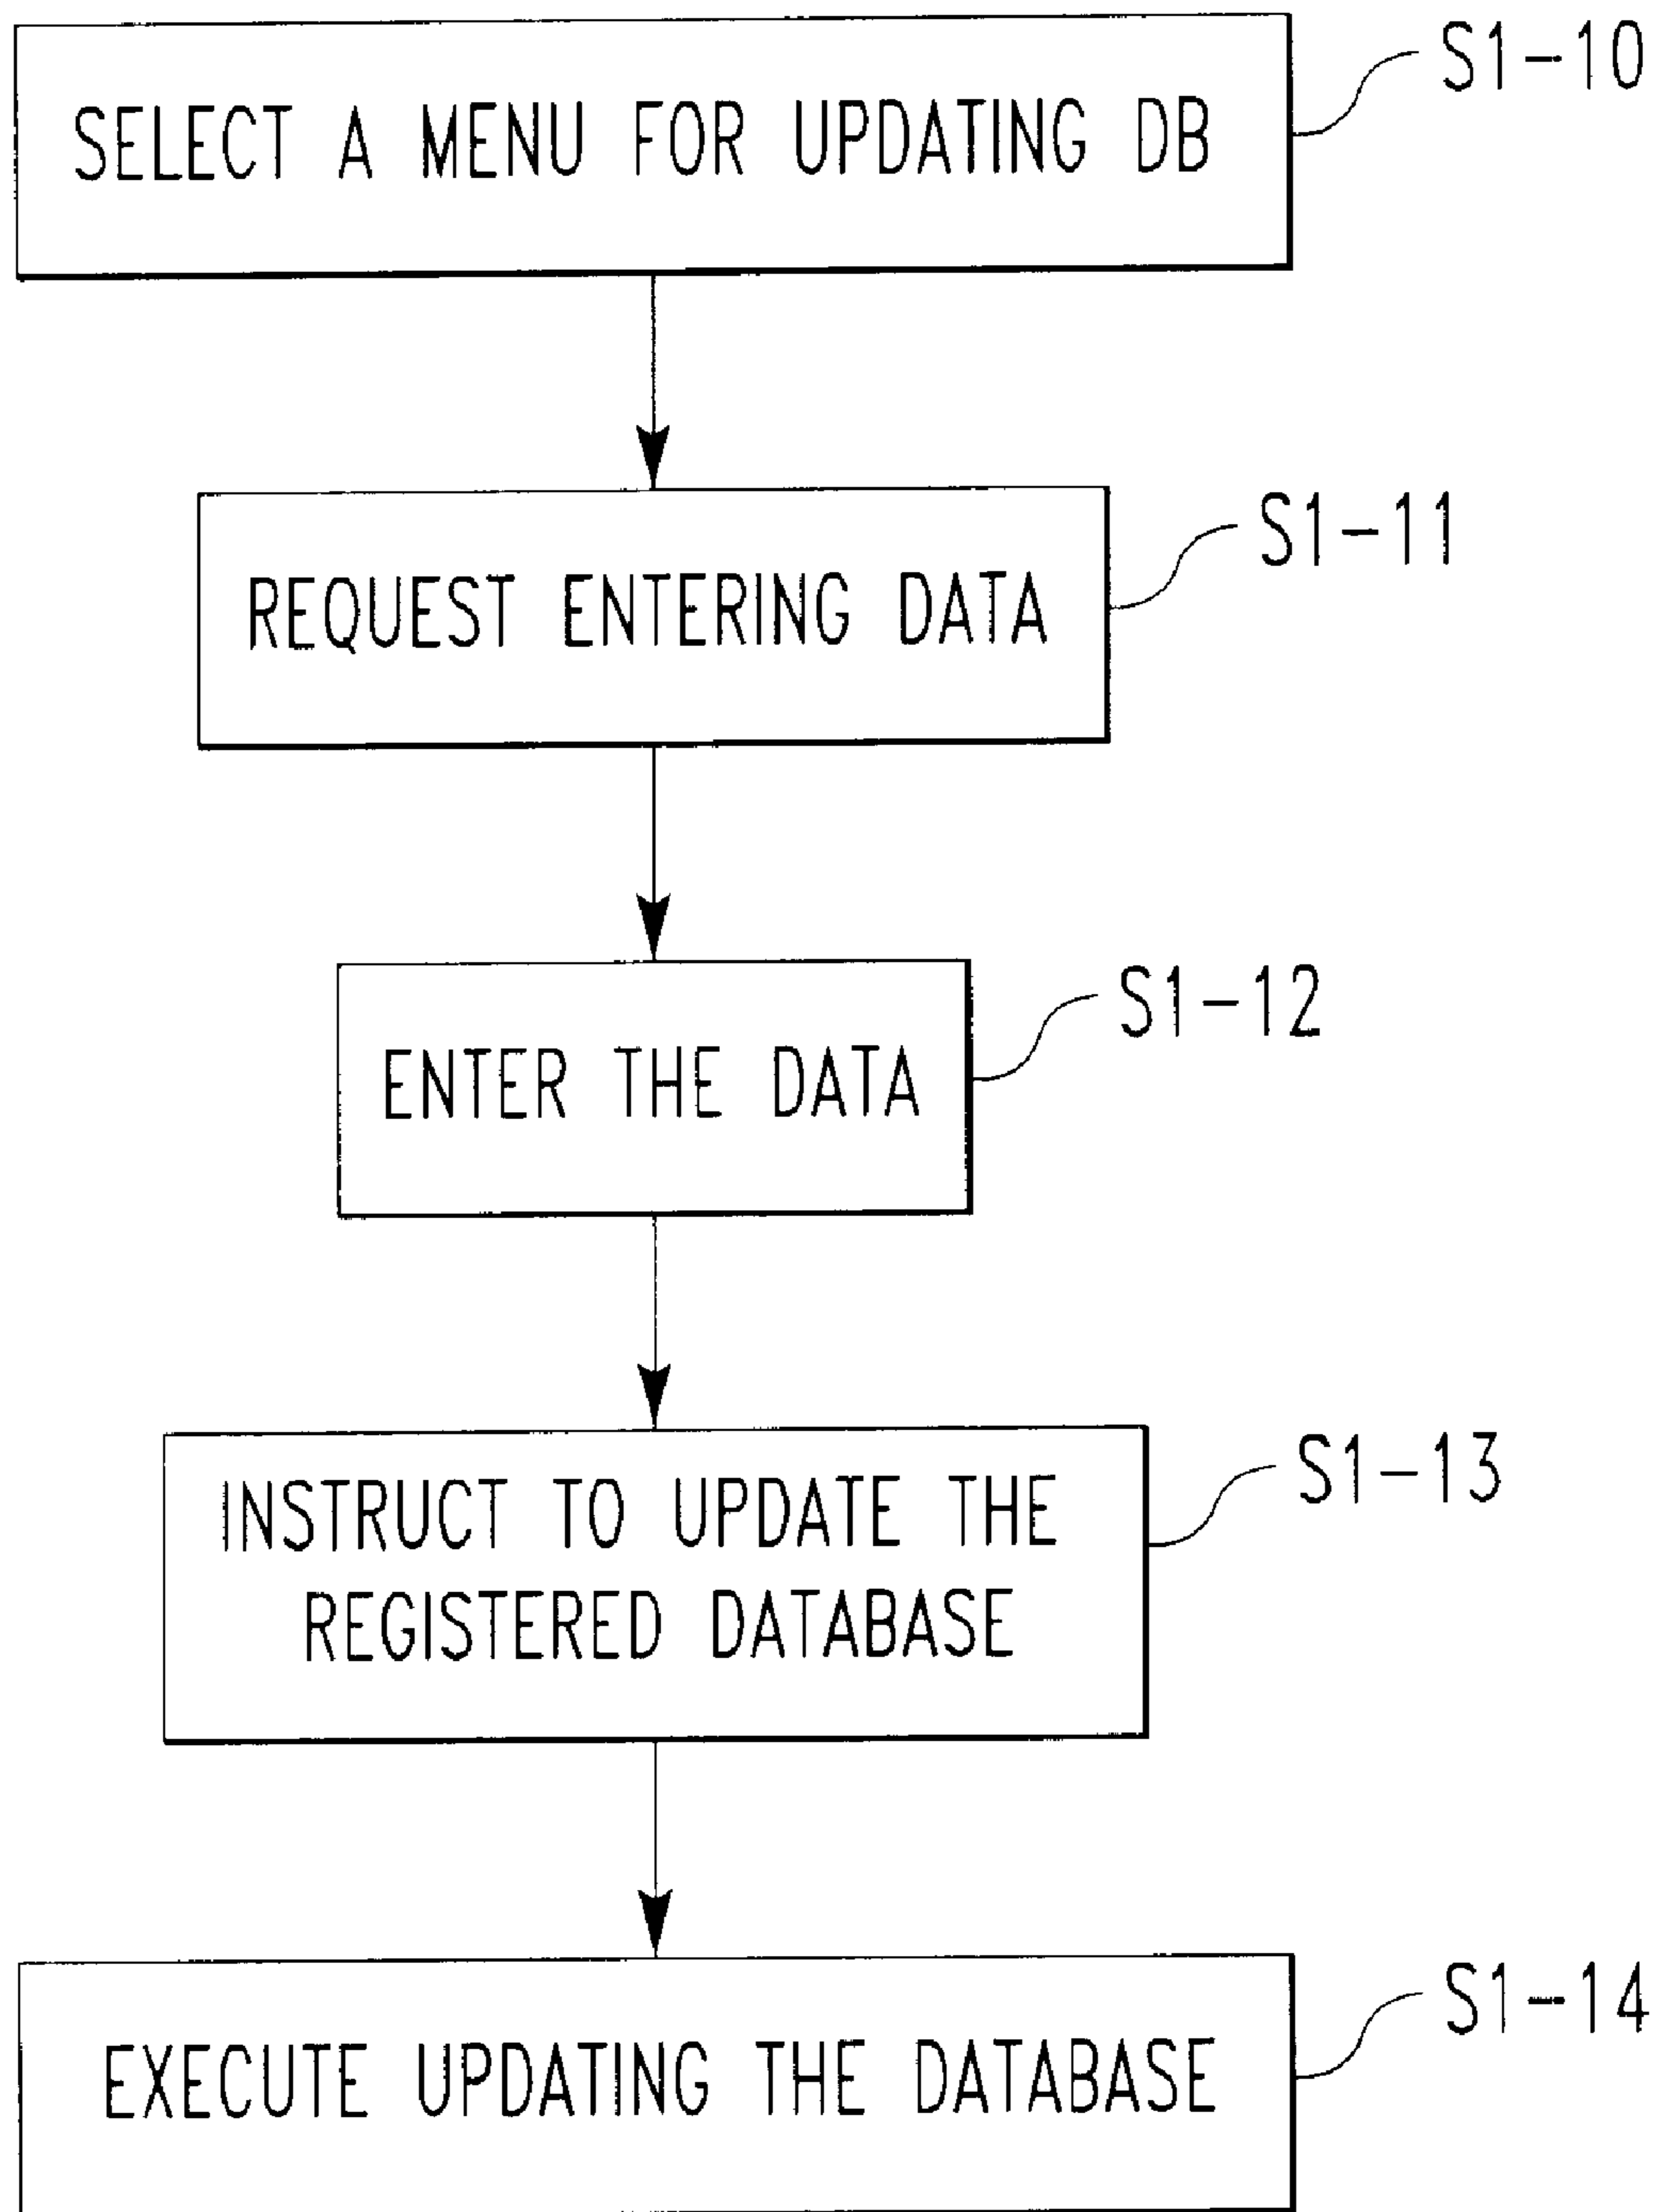 SELECT A MENU FOR UPDATING DB
S1-10
REQUEST ENTERING DATA
S1-11
ENTER THE DATA
S1-12
INSTRUCT TO UPDATE THE
REGISTERED DATABASE
S1-13
EXECUTE UPDATING THE DATABASE
S1-14